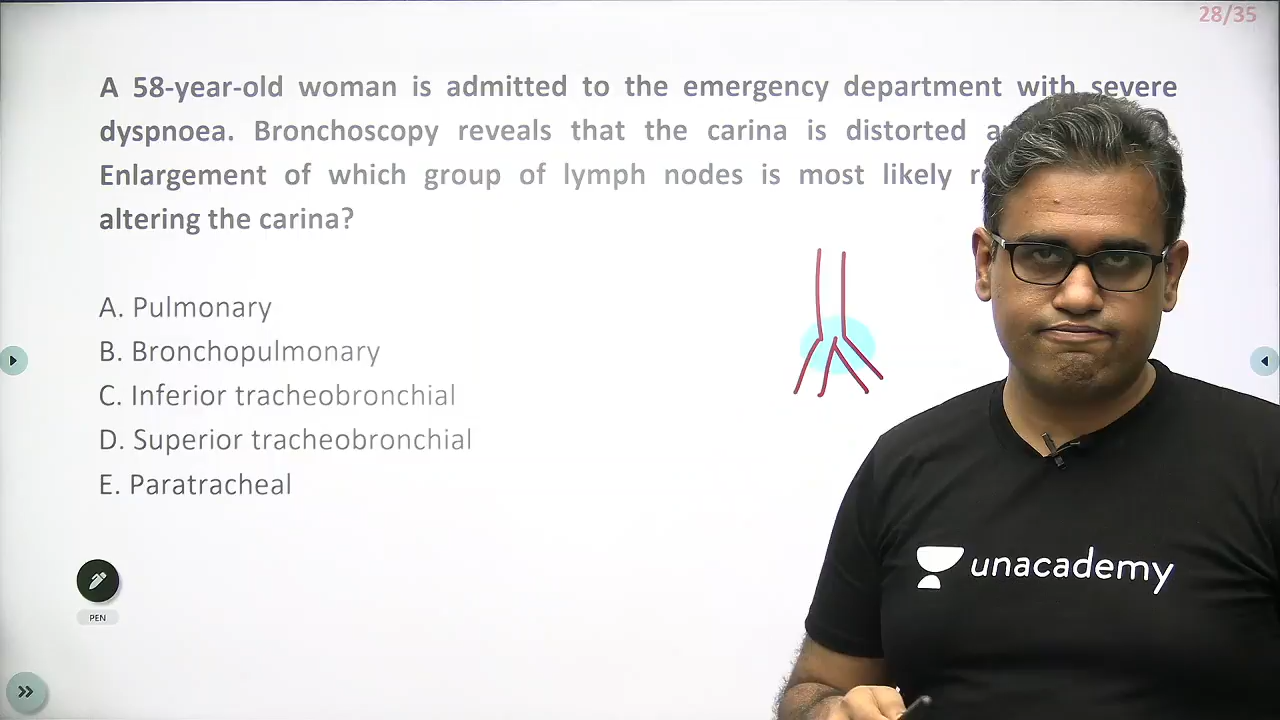 28/35
A 58-year-old woman is admitted to the emergency department with severe
dyspnoea. Bronchoscopy reveals that the carina is distorted
Enlargement of which group of lymph nodes is most likely
altering the carina?
A. Pulmonary
B. Bronchopulmonary
C. Inferior tracheobronchial
D. Superior tracheobronchial
E. Paratracheal
PEN
unacademy